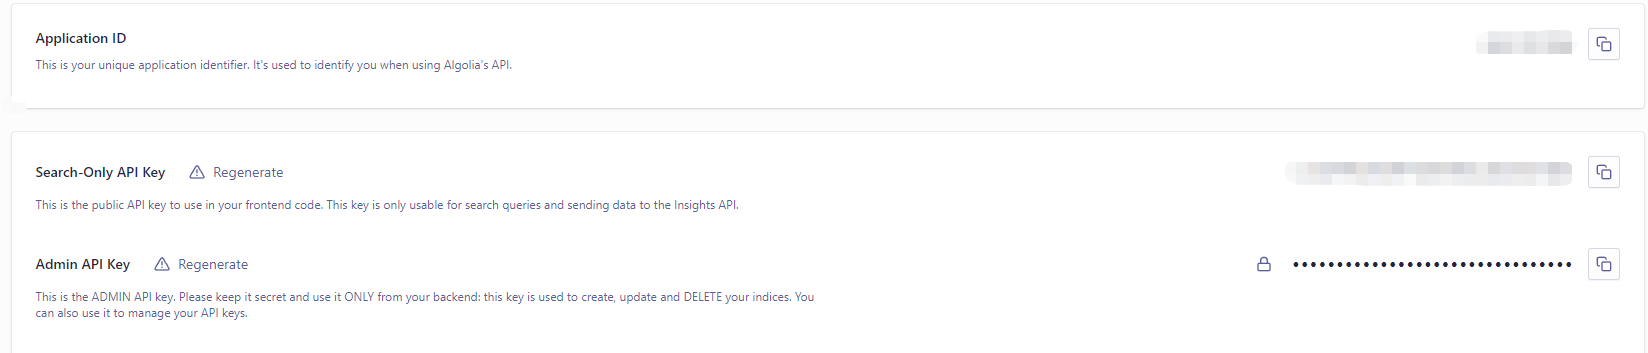 Application ID
This is your unique application identifier. It's used to identify you when using Algolia's API.
Search-Only API Key Regenerate
This is the public API key to use in your frontend code. This key is only usable for search queries and sending data to the Insights API.
Admin API Key Regenerate
This is the ADMIN API key. Please keep it secret and use it ONLY from your backend: this key is used to create, update and DELETE your indices. You
can also use it to manage your API keys.